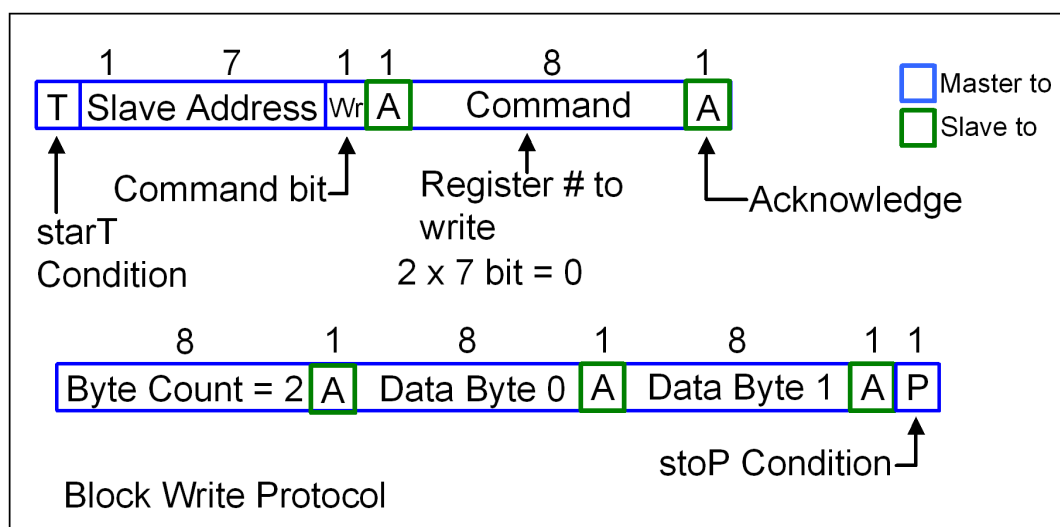 1 7 1 1 8 1
T Slave Address Wr A Command A
Master to
Slave to
Command bit
Register # to
write
2 x 7 bit = 0
Acknowledge
starT
Condition
8 1 8 1 8 1 1
Byte Count = 2 A Data Byte 0 A Data Byte 1 A P
stoP Condition
Block Write Protocol